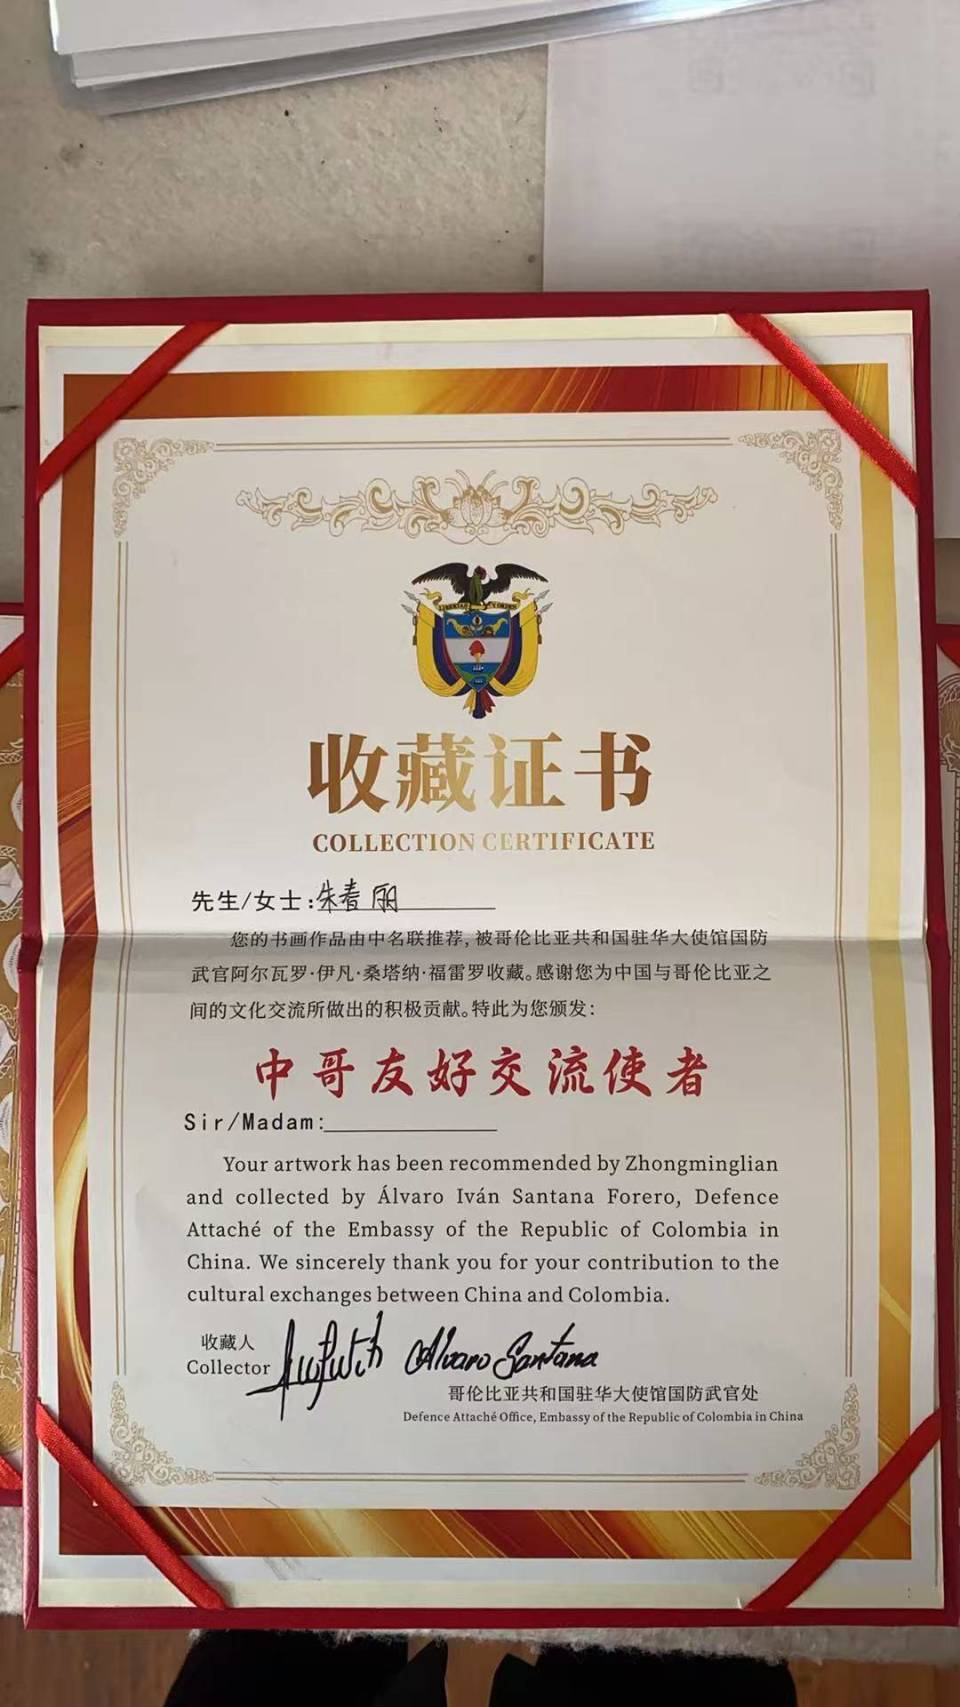 LIBERTAD Y ORDEN
收藏证书
COLLECTION CERTIFICATE
先生/女士:朱春丽
您的书画作品由中名联推荐,被哥伦比亚共和国驻华大使馆国防
武官阿尔瓦罗·伊凡·桑塔纳·福雷罗收藏。感谢您为中国与哥伦比亚之
间的文化交流所做出的积极贡献。特此为您颁发:
中哥友好交流使者
Sir/Madam:
Your artwork has been recommended by Zhongminglian
and collected by Álvaro Iván Santana Forero, Defence
Attaché of the Embassy of the Republic of Colombia in
China. We sincerely thank you for your contribution to the
cultural exchanges between China and Colombia.
收藏人
Collector Alvaro Santana
哥伦比亚共和国驻华大使馆国防武官处
Defence Attaché Office, Embassy of the Republic of Colombia in China